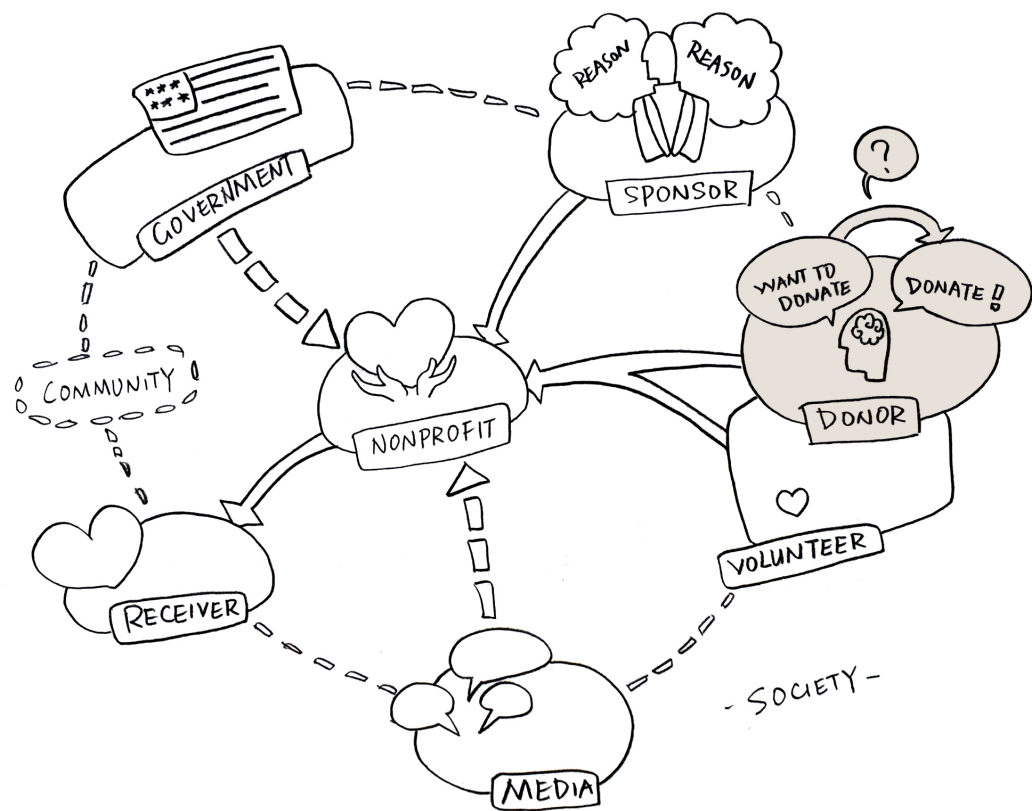 REASON
REASON
GOVERNMENT
SPONSOR
?
WANT TO
DONATE
DONATE!
DONOR
COMMUNITY
NONPROFIT
VOLUNTEER
RECEIVER
MEDIA
- SOCIETY -